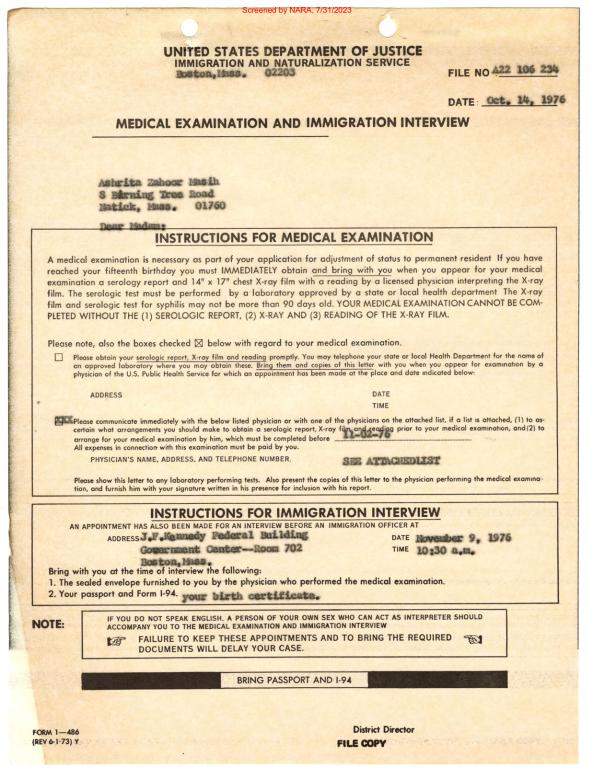 Screened by NARA, 7/31/2023
UNITED STATES DEPARTMENT OF JUSTICE
IMMIGRATION AND NATURALIZATION SERVICE
Boston, Mass. 02203
FILE NO A22 106 234
DATE: Oct. 14, 1976
MEDICAL EXAMINATION AND IMMIGRATION INTERVIEW
Ashrita Zahoor Masih
8 Burning Tree Road
Natick, Mass. 01760
Dear Madam:
INSTRUCTIONS FOR MEDICAL EXAMINATION
A medical examination is necessary as part of your application for adjustment of status to permanent resident If you have
reached your fifteenth birthday you must IMMEDIATELY obtain and bring with you when you appear for your medical
examination a serology report and 14" x 17" chest X-ray film with a reading by a licensed physician interpreting the X-ray
film. The serologic test must be performed by a laboratory approved by a state or local health department The X-ray
film and serologic test for syphilis may not be more than 90 days old. YOUR MEDICAL EXAMINATION CANNOT BE COM-
PLETED WITHOUT THE (1) SEROLOGIC REPORT, (2) X-RAY AND (3) READING OF THE X-RAY FILM.
Please note, also the boxes checked ☒ below with regard to your medical examination.
☐ Please obtain your serologic report, X-ray film and reading promptly. You may telephone your state or local Health Department for the name of
an approved laboratory where you may obtain these. Bring them and copies of this letter with you when you appear for examination by a
physician of the U.S. Public Health Service for which an appointment has been made at the place and date indicated below:
ADDRESS DATE
TIME
XXX Please communicate immediately with the below listed physician or with one of the physicians on the attached list, if a list is attached, (1) to as-
certain what arrangements you should make to obtain a serologic report, X-ray film and reading prior to your medical examination, and (2) to
arrange for your medical examination by him, which must be completed before 11-02-76
All expenses in connection with this examination must be paid by you.
PHYSICIAN'S NAME, ADDRESS, AND TELEPHONE NUMBER. SEE ATTACHEDLIST
Please show this letter to any laboratory performing tests. Also present the copies of this letter to the physician performing the medical examina-
tion, and furnish him with your signature written in his presence for inclusion with his report.
INSTRUCTIONS FOR IMMIGRATION INTERVIEW
AN APPOINTMENT HAS ALSO BEEN MADE FOR AN INTERVIEW BEFORE AN IMMIGRATION OFFICER AT
ADDRESS J.F.Kennedy Federal Building DATE November 9, 1976
Government Center--Room 702 TIME 10:30 a.m.
Boston, Mass.
Bring with you at the time of interview the following:
1. The sealed envelope furnished to you by the physician who performed the medical examination.
2. Your passport and Form I-94. your birth certificate.
NOTE:
IF YOU DO NOT SPEAK ENGLISH, A PERSON OF YOUR OWN SEX WHO CAN ACT AS INTERPRETER SHOULD
ACCOMPANY YOU TO THE MEDICAL EXAMINATION AND IMMIGRATION INTERVIEW
FAILURE TO KEEP THESE APPOINTMENTS AND TO BRING THE REQUIRED
DOCUMENTS WILL DELAY YOUR CASE.
BRING PASSPORT AND I-94
FORM 1—486
(REV 6-1-73) Y
District Director
FILE COPY